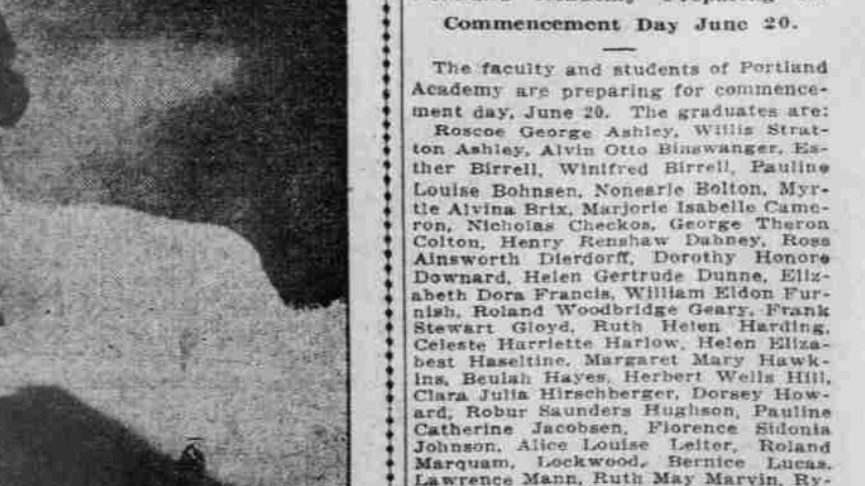 Commencement Day June 20.
The faculty and students of Portland
Academy are preparing for commence-
ment day, June 20. The graduates are:
Roscoe George Ashley, Willis Strat-
ton Ashley, Alvin Otto Binswanger, Es-
ther Birrell, Winifred Birrell, Pauline
Louise Bohnsen, Nonearle Bolton, Myr-
tle Alvina Brix, Marjorie Isabelle Came-
ron, Nicholas Checkos, George Theron
Colton, Henry Renshaw Dabney, Ross
Ainsworth Dierdorff, Dorothy Honore
Downard, Helen Gertrude Dunne, Eliz-
abeth Dora Francis, William Eldon Fur-
nish, Roland Woodbridge Geary, Frank
Stewart Gloyd, Ruth Helen Harding,
Celeste Harriette Harlow, Helen Eliza-
best Haseltine, Margaret Mary Hawk-
ins, Beulah Hayes, Herbert Wells Hill,
Clara Julia Hirschberger, Dorsey How-
ard, Robur Saunders Hughson, Pauline
Catherine Jacobsen, Florence Sidonia
Johnson, Alice Louise Leiter, Roland
Marquam, Lockwood, Bernice Lucas,
Lawrence Mann, Ruth May Marvin, Ry-